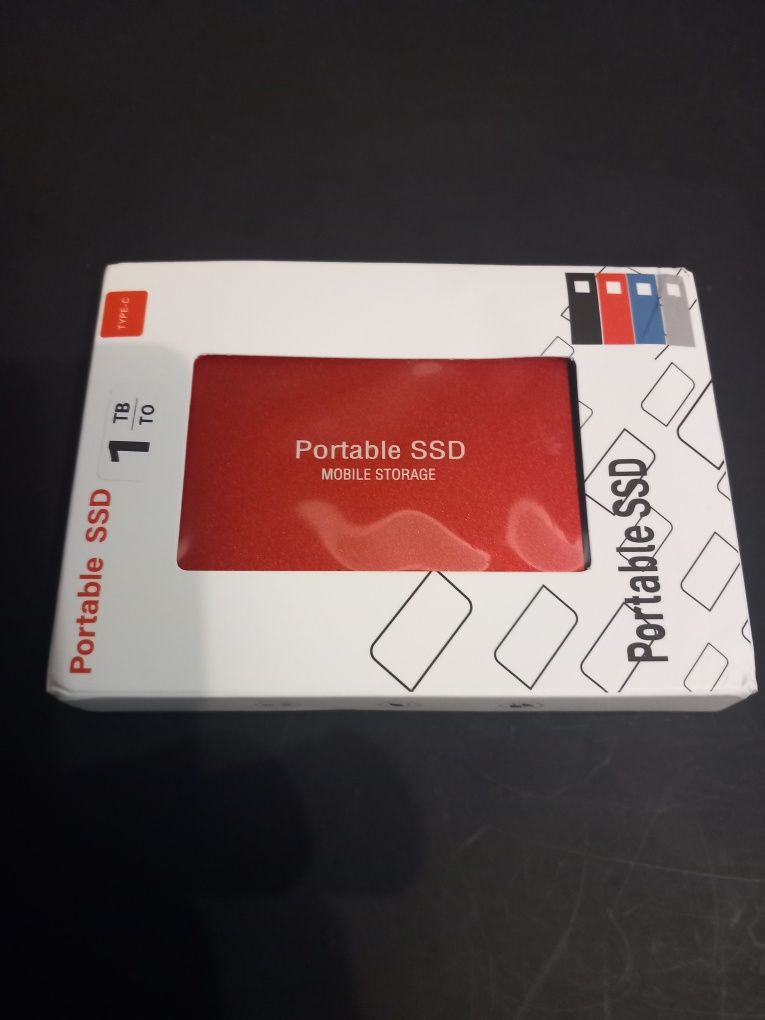 TYPE-C
1 TB
TO
Portable SSD
Portable SSD
MOBILE STORAGE
Portable SSD